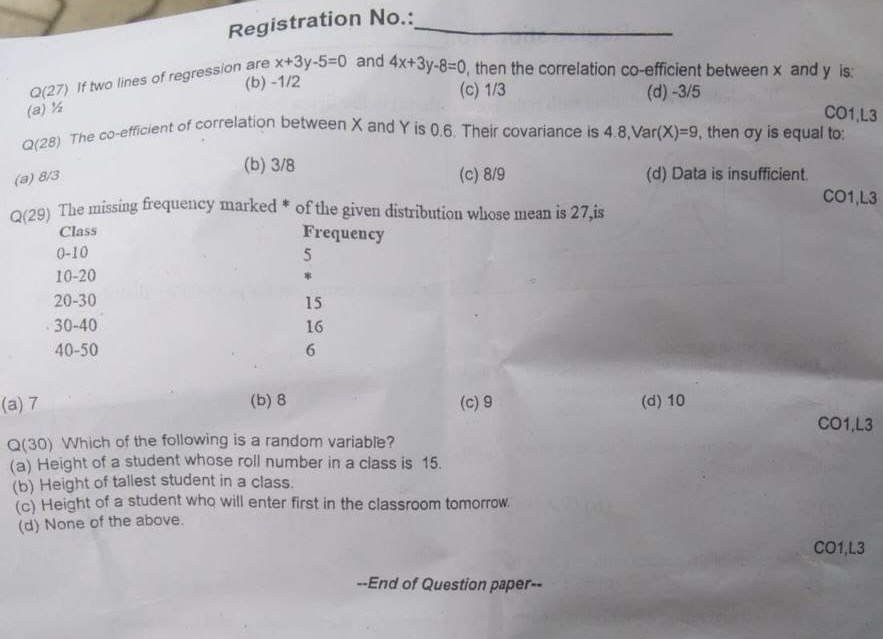 Registration No.:
Q(27) If two lines of regression are x+3y-5=0 and 4x+3y-8=0, then the correlation co-efficient between x and y is:
(a) ½ (b) -1/2 (c) 1/3 (d) -3/5
CO1,L3
Q(28) The co-efficient of correlation between X and Y is 0.6. Their covariance is 4.8,Var(X)=9, then σy is equal to:
(a) 8/3 (b) 3/8 (c) 8/9 (d) Data is insufficient.
CO1,L3
Q(29) The missing frequency marked * of the given distribution whose mean is 27,is
Class Frequency
0-10 5
10-20 *
20-30 15
30-40 16
40-50 6
(a) 7 (b) 8 (c) 9 (d) 10
CO1,L3
Q(30) Which of the following is a random variable?
(a) Height of a student whose roll number in a class is 15.
(b) Height of tallest student in a class.
(c) Height of a student who will enter first in the classroom tomorrow.
(d) None of the above.
CO1,L3
--End of Question paper--